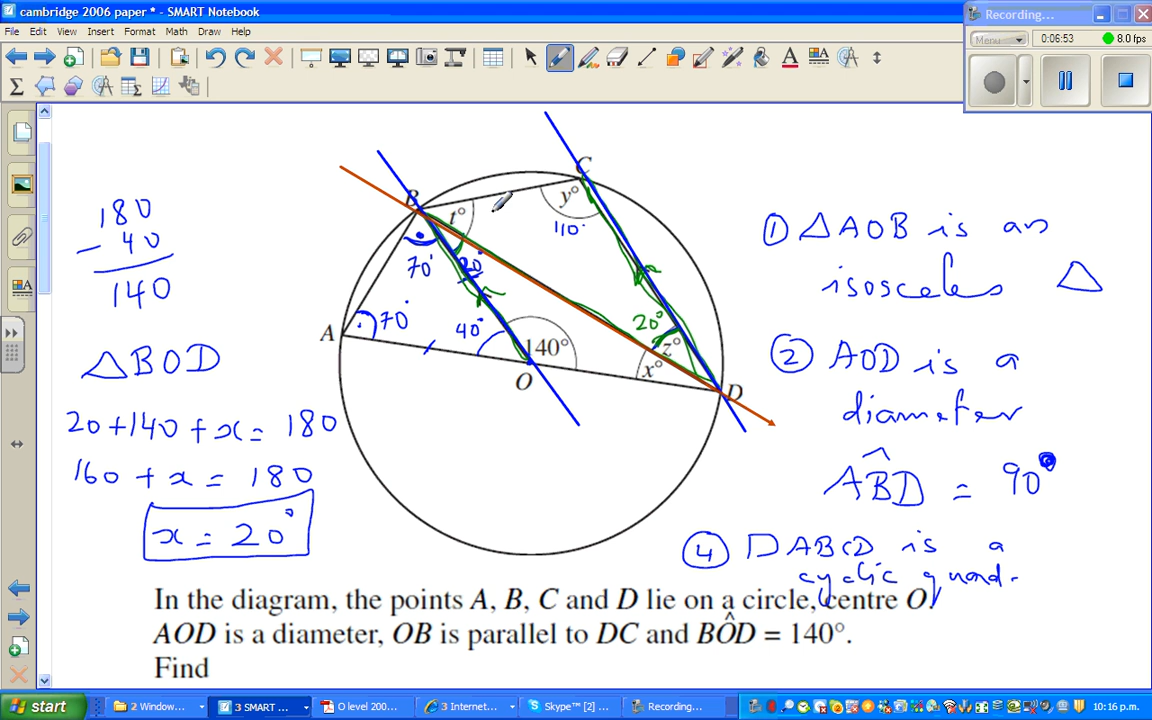 cambridge 2006 paper * - SMART Notebook
File Edit View Insert Format Math Draw Help
Recording...
Menu
0:06:53
8.0 fps
180
- 40
140
△BOD
20+140+x= 180
160 + x = 180
x = 20°
B
C
A
O
D
t°
y°
110°
70°
20°
70°
40°
140°
20°
z°
x°
① △AOB is an
isosceles △
② AOD is a
diameter
ABD = 90°
④ □ABCD is a
cyclic quad.
In the diagram, the points A, B, C and D lie on a circle, centre O.
AOD is a diameter, OB is parallel to DC and BÔD = 140°.
Find
start
2 Window...
3 SMART ...
O level 200...
3 Internet...
Skype™ [2] ...
Recording...
10:16 p.m.